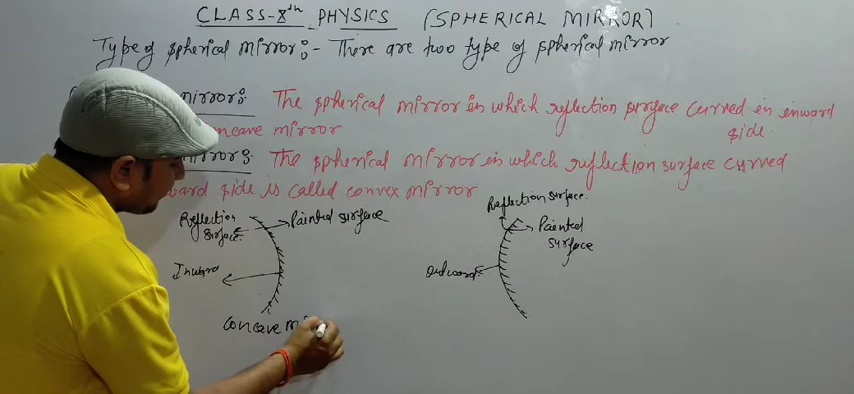 CLASS-8th PHYSICS (SPHERICAL MIRROR)
Type of spherical mirror:- There are two type of spherical mirror
mirror: The spherical mirror in which reflection surface curved in inward
side.
concave mirror
mirror: The spherical mirror in which reflection surface curved
ward side is called convex mirror
Reflection surface.
Reflection surface.
Painted surface
Painted surface
Inward
Outward
Concave mi